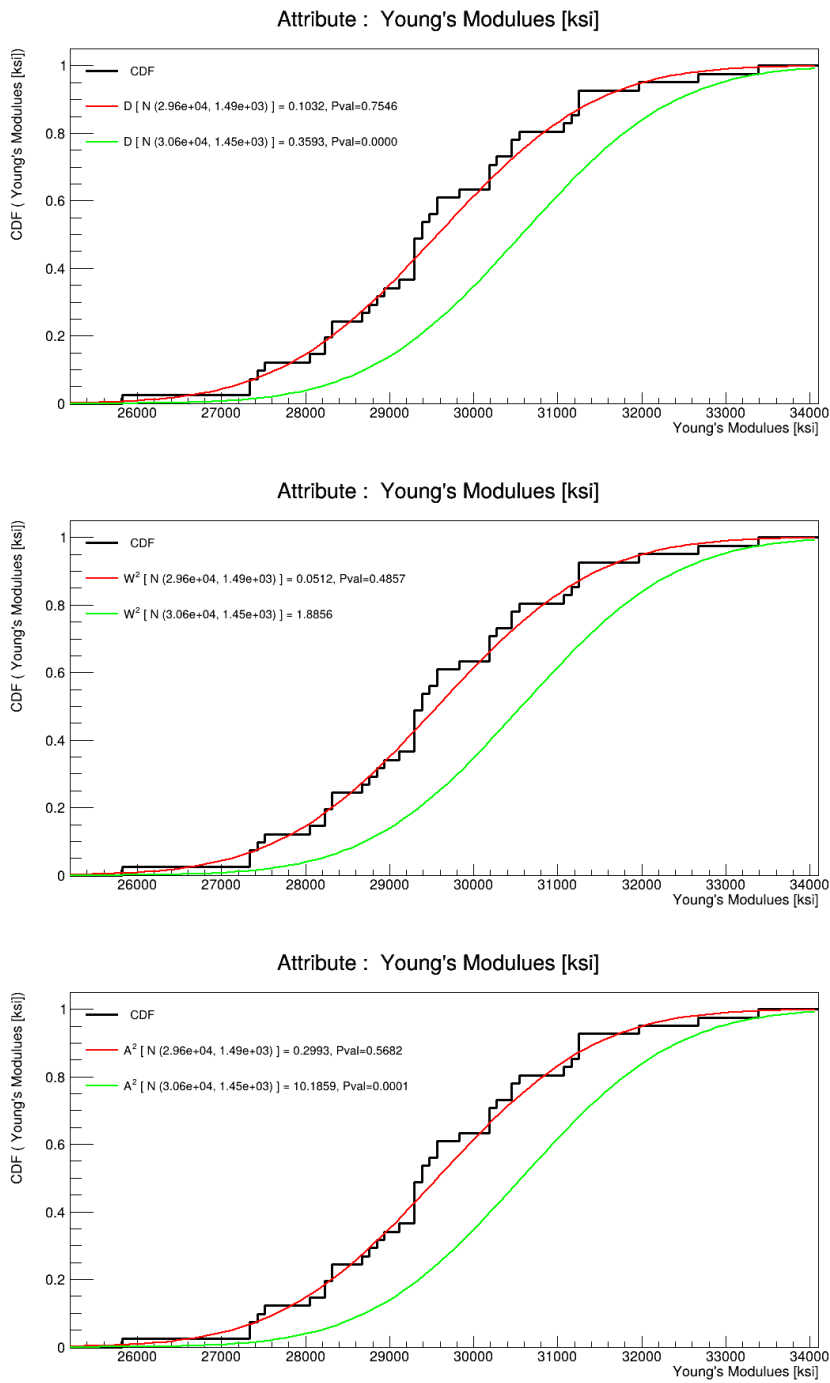 Attribute : Young's Modulues [ksi]
CDF ( Young's Modulues [ksi])
1
0.8
0.6
0.4
0.2
0
CDF
D [ N (2.96e+04, 1.49e+03) ] = 0.1032, Pval=0.7546
D [ N (3.06e+04, 1.45e+03) ] = 0.3593, Pval=0.0000
26000 27000 28000 29000 30000 31000 32000 33000 34000
Young's Modulues [ksi]
Attribute : Young's Modulues [ksi]
CDF ( Young's Modulues [ksi])
1
0.8
0.6
0.4
0.2
0
CDF
W² [ N (2.96e+04, 1.49e+03) ] = 0.0512, Pval=0.4857
W² [ N (3.06e+04, 1.45e+03) ] = 1.8856
26000 27000 28000 29000 30000 31000 32000 33000 34000
Young's Modulues [ksi]
Attribute : Young's Modulues [ksi]
CDF ( Young's Modulues [ksi])
1
0.8
0.6
0.4
0.2
0
CDF
A² [ N (2.96e+04, 1.49e+03) ] = 0.2993, Pval=0.5682
A² [ N (3.06e+04, 1.45e+03) ] = 10.1859, Pval=0.0001
26000 27000 28000 29000 30000 31000 32000 33000 34000
Young's Modulues [ksi]